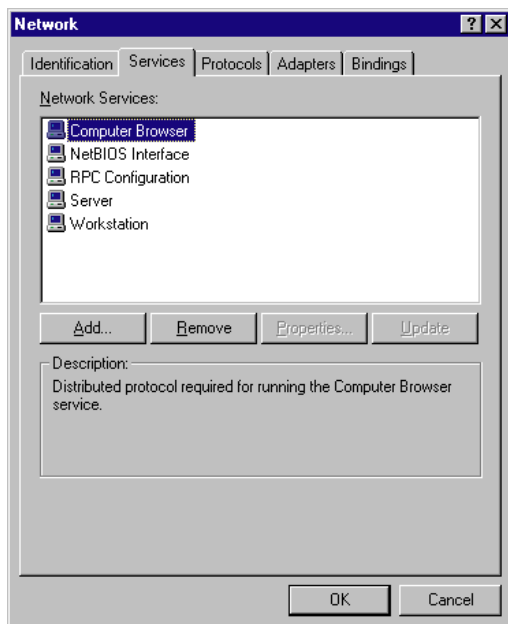 Network
Identification Services Protocols Adapters Bindings
Network Services:
Computer Browser
NetBIOS Interface
RPC Configuration
Server
Workstation
Add... Remove Properties... Update
Description:
Distributed protocol required for running the Computer Browser
service.
OK Cancel